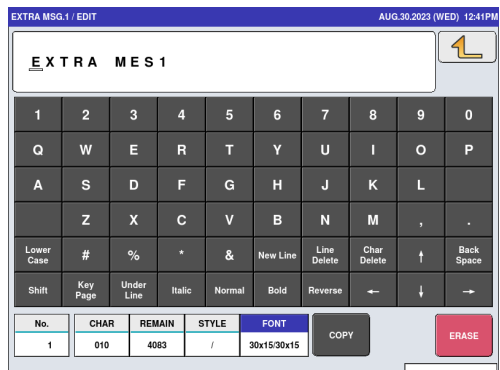 EXTRA MSG.1 / EDIT AUG.30.2023 (WED) 12:41PM
EXTRA MES1
1 2 3 4 5 6 7 8 9 0
Q W E R T Y U I O P
A S D F G H J K L
Z X C V B N M , .
Lower Case # % * & New Line Line Delete Char Delete ↑ Back Space
Shift Key Page Under Line Italic Normal Bold Reverse ← ↓ →
No. CHAR REMAIN STYLE FONT COPY ERASE
1 010 4083 / 30x15/30x15